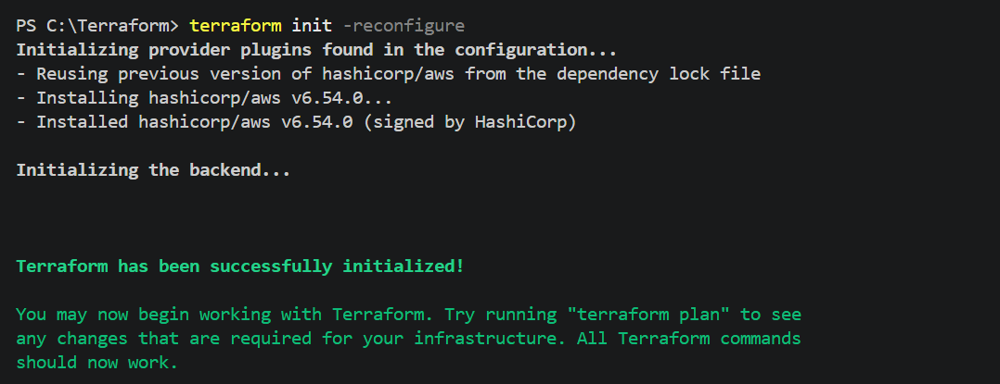 PS C:\Terraform> terraform init -reconfigure
Initializing provider plugins found in the configuration...
- Reusing previous version of hashicorp/aws from the dependency lock file
- Installing hashicorp/aws v6.54.0...
- Installed hashicorp/aws v6.54.0 (signed by HashiCorp)
Initializing the backend...
Terraform has been successfully initialized!
You may now begin working with Terraform. Try running "terraform plan" to see
any changes that are required for your infrastructure. All Terraform commands
should now work.